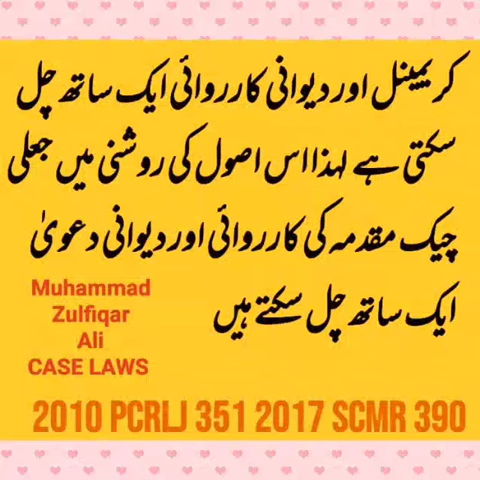 کریمینل اور دیوانی کارروائی ایک ساتھ چل
سکتی ہے لہذا اس اصول کی روشنی میں جعلی
چیک مقدمہ کی کارروائی اور دیوانی دعویٰ
ایک ساتھ چل سکتے ہیں
Muhammad
Zulfiqar
Ali
CASE LAWS
2010 PCRLJ 351 2017 SCMR 390